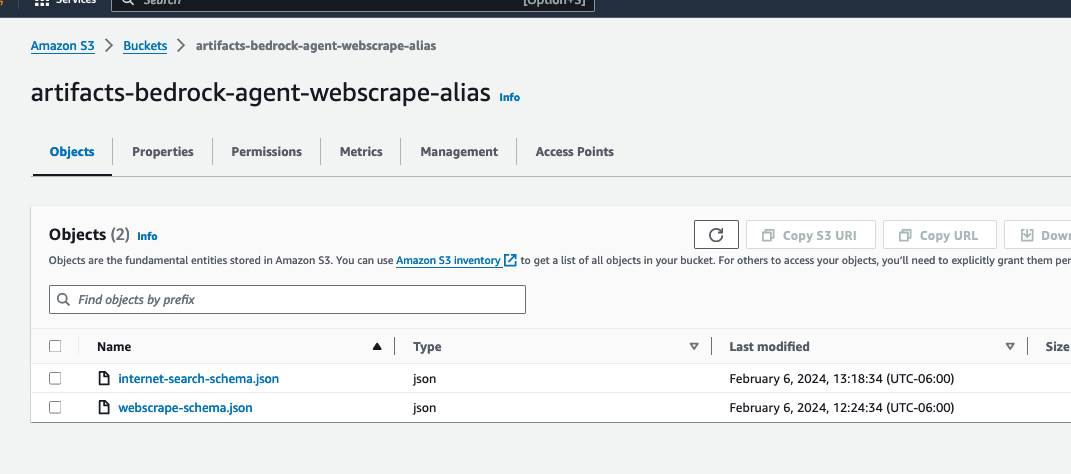 Services Search [Option+S]
Amazon S3 > Buckets > artifacts-bedrock-agent-webscrape-alias
artifacts-bedrock-agent-webscrape-alias Info
Objects Properties Permissions Metrics Management Access Points
Objects (2) Info
Copy S3 URI Copy URL Down
Objects are the fundamental entities stored in Amazon S3. You can use Amazon S3 inventory to get a list of all objects in your bucket. For others to access your objects, you'll need to explicitly grant them per
Find objects by prefix
Name Type Last modified Size
internet-search-schema.json json February 6, 2024, 13:18:34 (UTC-06:00)
webscrape-schema.json json February 6, 2024, 12:24:34 (UTC-06:00)